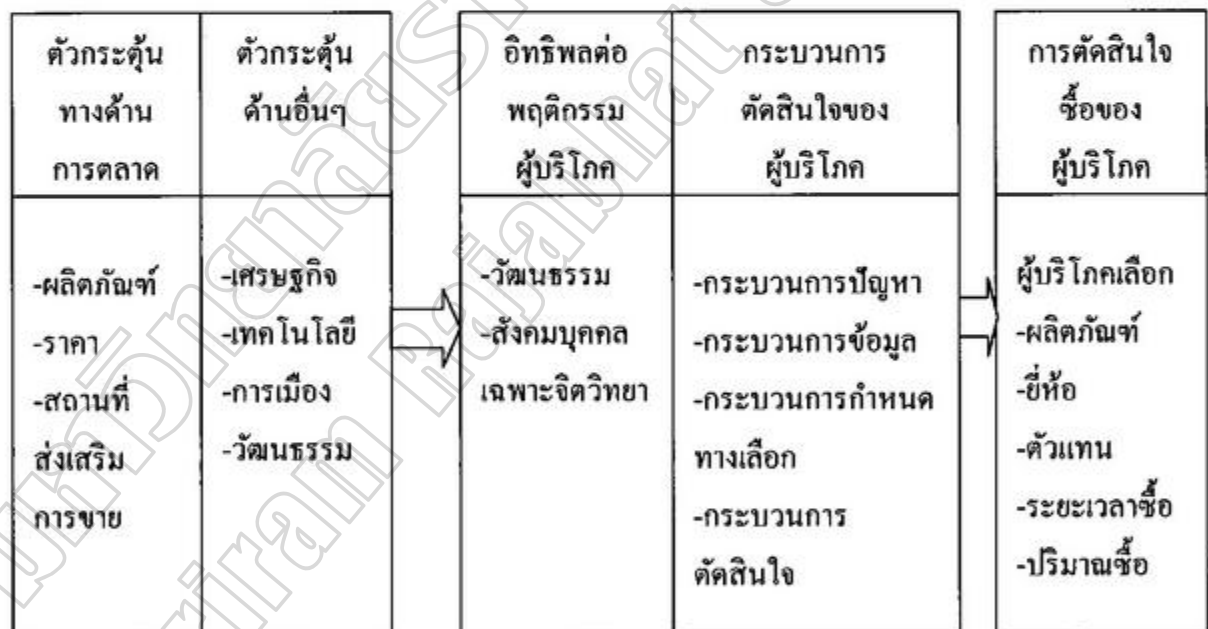 ตัวกระตุ้น
ทางด้าน
การตลาด
ตัวกระตุ้น
ด้านอื่นๆ
อิทธิพลต่อ
พฤติกรรม
ผู้บริโภค
กระบวนการ
ตัดสินใจของ
ผู้บริโภค
การตัดสินใจ
ซื้อของ
ผู้บริโภค
-ผลิตภัณฑ์
-ราคา
-สถานที่
ส่งเสริม
การขาย
-เศรษฐกิจ
-เทคโนโลยี
-การเมือง
-วัฒนธรรม
-วัฒนธรรม
-สังคมบุคคล
เฉพาะจิตวิทยา
-กระบวนการปัญหา
-กระบวนการข้อมูล
-กระบวนการกำหนด
ทางเลือก
-กระบวนการ
ตัดสินใจ
ผู้บริโภคเลือก
-ผลิตภัณฑ์
-ยี่ห้อ
-ตัวแทน
-ระยะเวลาซื้อ
-ปริมาณซื้อ
Rajabhat